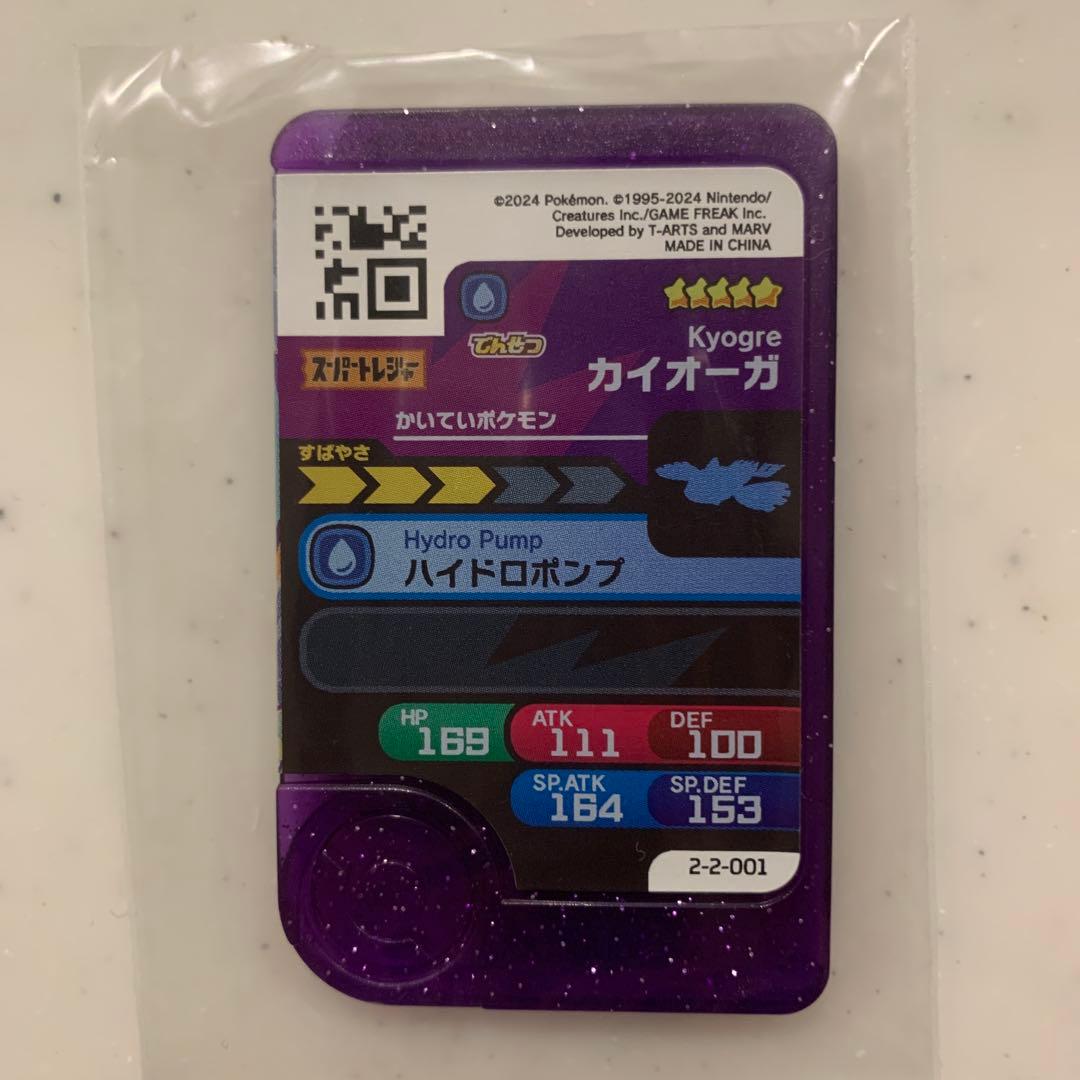 ©2024 Pokémon. ©1995-2024 Nintendo/
Creatures Inc./GAME FREAK Inc.
Developed by T-ARTS and MARV
MADE IN CHINA
でんせつ
Kyogre
スーパートレジャー
カイオーガ
かいていポケモン
すばやさ
Hydro Pump
ハイドロポンプ
HP
169
ATK
111
DEF
100
SP.ATK
164
SP.DEF
153
2-2-001